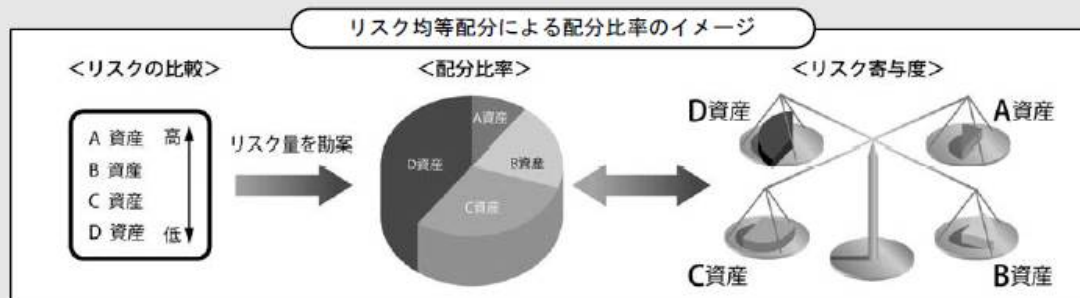 リスク均等配分による配分比率のイメージ
＜リスクの比較＞
A 資産 高
B 資産
C 資産
D 資産 低
リスク量を勘案
＜配分比率＞
A資産
B資産
C資産
D資産
＜リスク寄与度＞
D資産
A資産
C資産
B資産